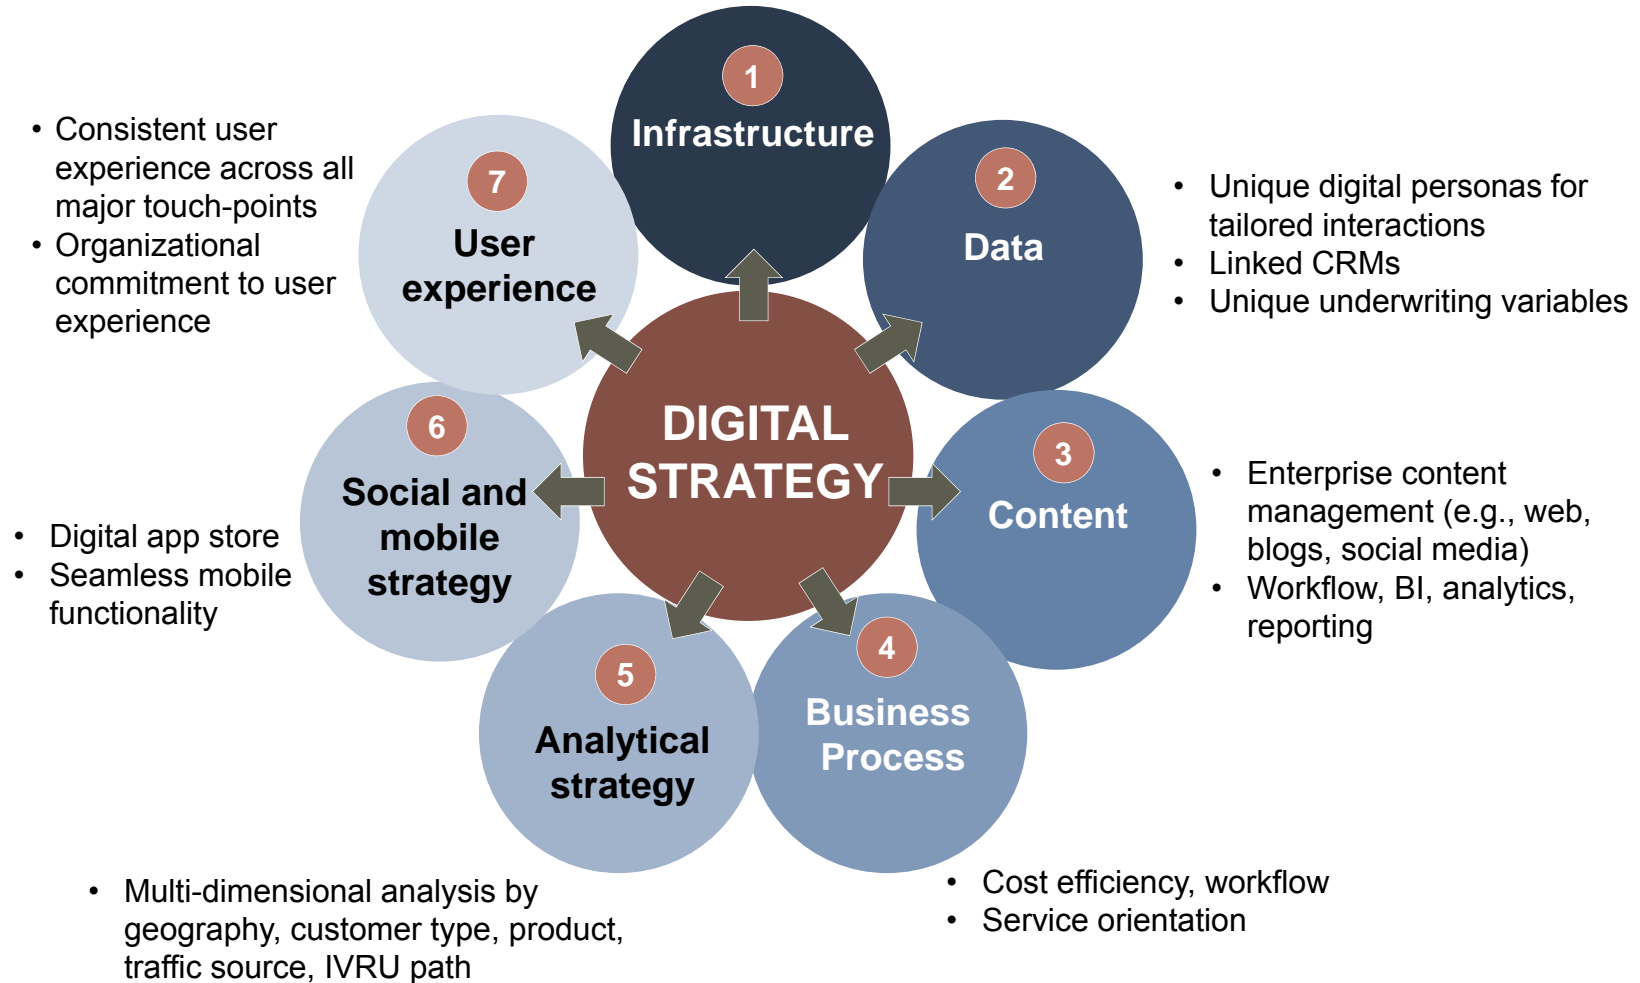 1
Infrastructure
2
Data
• Unique digital personas for
tailored interactions
• Linked CRMs
• Unique underwriting variables
3
Content
• Enterprise content
management (e.g., web,
blogs, social media)
• Workflow, BI, analytics,
reporting
4
Business
Process
• Cost efficiency, workflow
• Service orientation
5
Analytical
strategy
• Multi-dimensional analysis by
geography, customer type, product,
traffic source, IVRU path
6
Social and
mobile
strategy
• Digital app store
• Seamless mobile
functionality
7
User
experience
• Consistent user
experience across all
major touch-points
• Organizational
commitment to user
experience
DIGITAL
STRATEGY